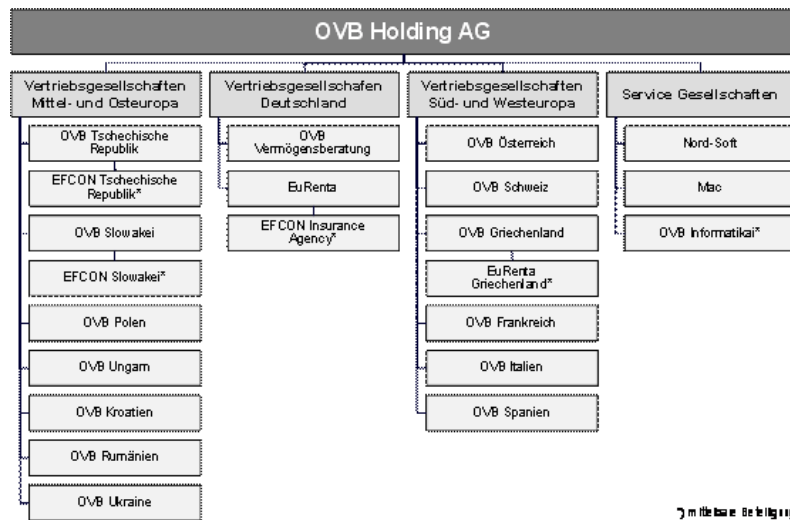 OVB Holding AG
Vertriebsgesellschaften
Mittel- und Osteuropa
OVB Tschechische
Republik
EFCON Tschechische
Republik*
OVB Slowakei
EFCON Slowakei*
OVB Polen
OVB Ungarn
OVB Kroatien
OVB Rumänien
OVB Ukraine
Vertriebsgesellschafen
Deutschland
OVB
Vermögensberatung
EuRenta
EFCON Insurance
Agency*
Vertriebsgesellschaften
Süd- und Westeuropa
OVB Österreich
OVB Schweiz
OVB Griechenland
EuRenta
Griechenland*
OVB Frankreich
OVB Italien
OVB Spanien
Service Gesellschaften
Nord-Soft
Mac
OVB Informatikai*
*) mittelbare Beteiligung